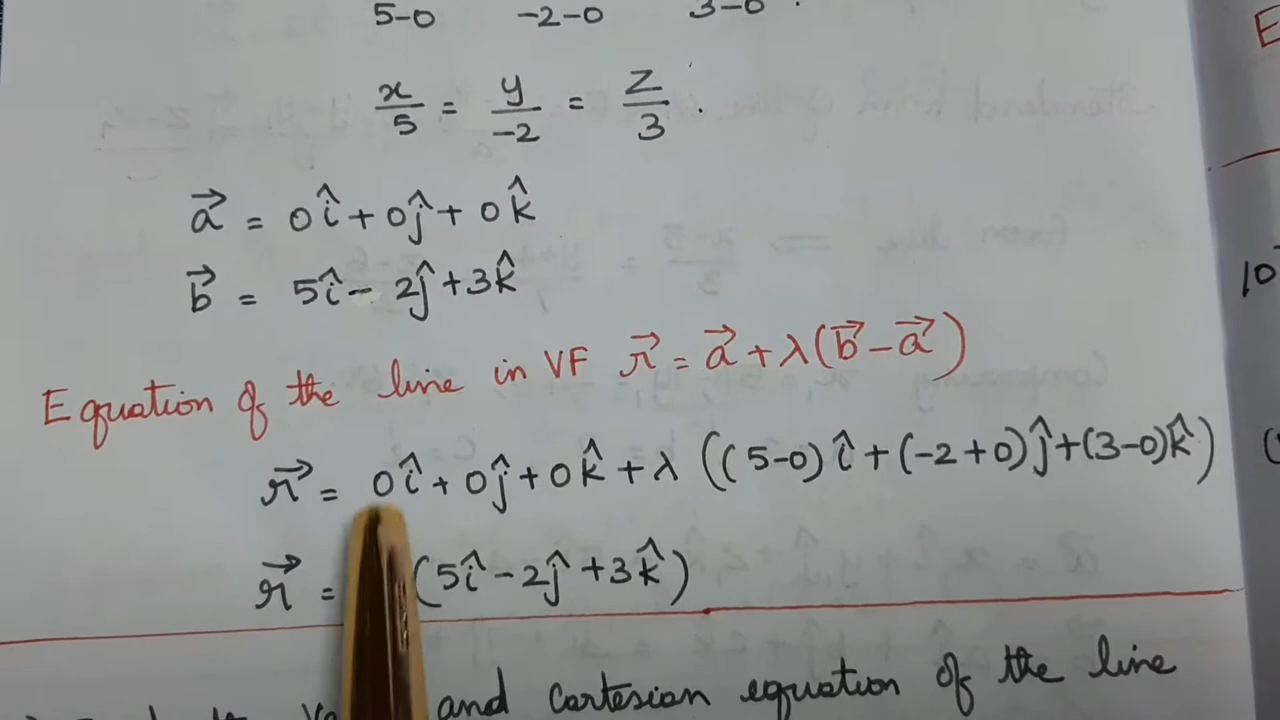 5-0 -2-0 3-0
x/5 = y/-2 = z/3 .
a⃗ = 0î + 0ĵ + 0k̂
b⃗ = 5î - 2ĵ + 3k̂
Equation of the line in VF r⃗ = a⃗ + λ(b⃗ - a⃗)
r⃗ = 0î + 0ĵ + 0k̂ + λ ((5-0)î + (-2+0)ĵ + (3-0)k̂)
r⃗ = (5î - 2ĵ + 3k̂)
and cartesian equation of the line
10